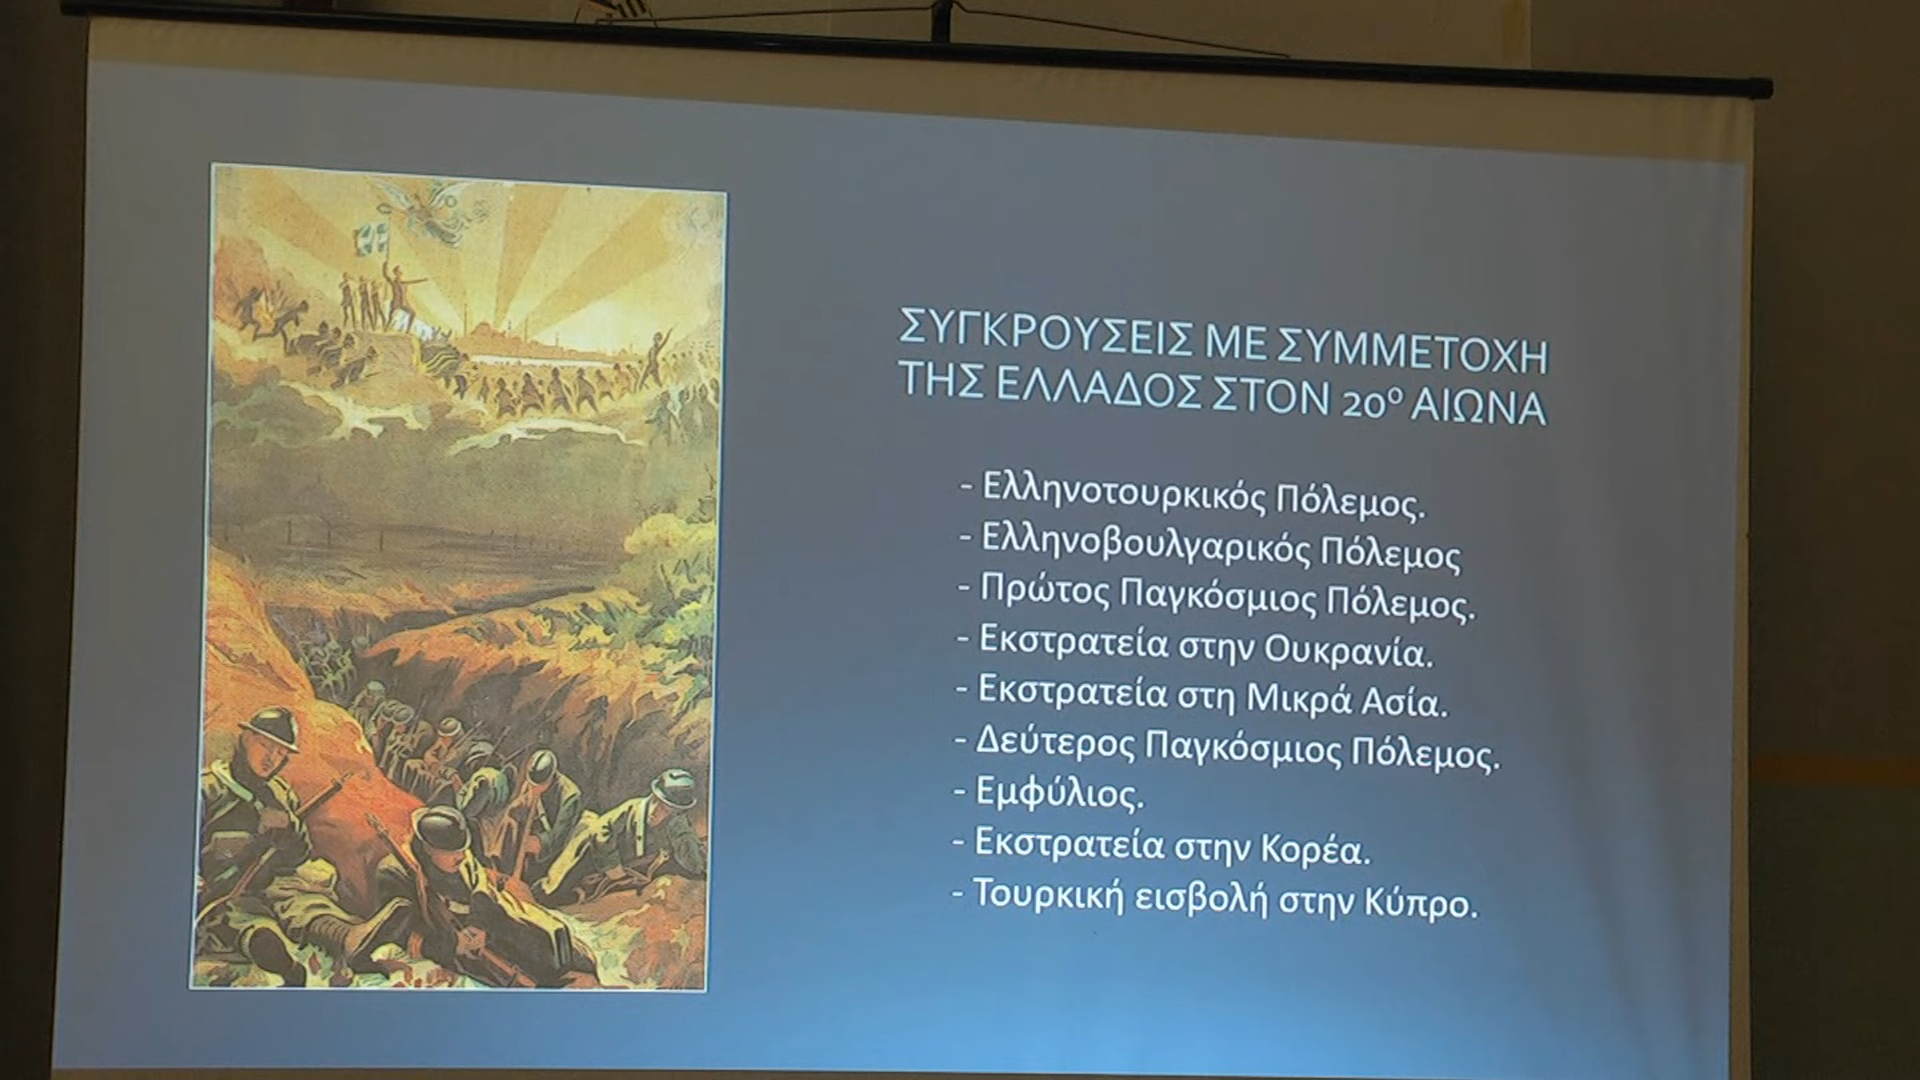 ΣΥΓΚΡΟΥΣΕΙΣ ΜΕ ΣΥΜΜΕΤΟΧΗ
ΤΗΣ ΕΛΛΑΔΟΣ ΣΤΟΝ 20º ΑΙΩΝΑ
- Ελληνοτουρκικός Πόλεμος.
- Ελληνοβουλγαρικός Πόλεμος
- Πρώτος Παγκόσμιος Πόλεμος.
- Εκστρατεία στην Ουκρανία.
- Εκστρατεία στη Μικρά Ασία.
- Δεύτερος Παγκόσμιος Πόλεμος.
- Εμφύλιος.
- Εκστρατεία στην Κορέα.
- Τουρκική εισβολή στην Κύπρο.